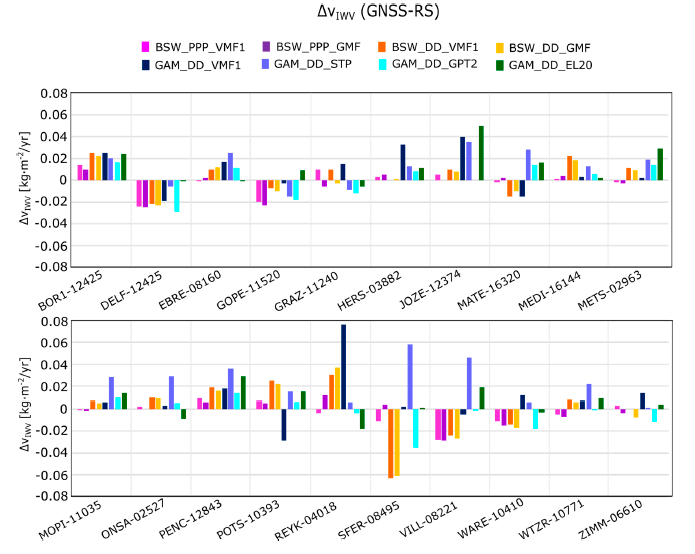 Δv_IWV (GNSS-RS)
BSW_PPP_VMF1 BSW_PPP_GMF BSW_DD_VMF1 BSW_DD_GMF
GAM_DD_VMF1 GAM_DD_STP GAM_DD_GPT2 GAM_DD_EL20
Δv_IWV [kg·m⁻²/yr]
0.08
0.06
0.04
0.02
0
-0.02
-0.04
-0.06
-0.08
BOR1-12425 DELF-12425 EBRE-08160 GOPE-11520 GRAZ-11240 HERS-03882 JOZE-12374 MATE-16320 MEDI-16144 METS-02963
Δv_IWV [kg·m⁻²/yr]
0.08
0.06
0.04
0.02
0
-0.02
-0.04
-0.06
-0.08
MOPI-11035 ONSA-02527 PENC-12843 POTS-10393 REYK-04018 SFER-08495 VILL-08221 WARE-10410 WTZR-10771 ZIMM-06610